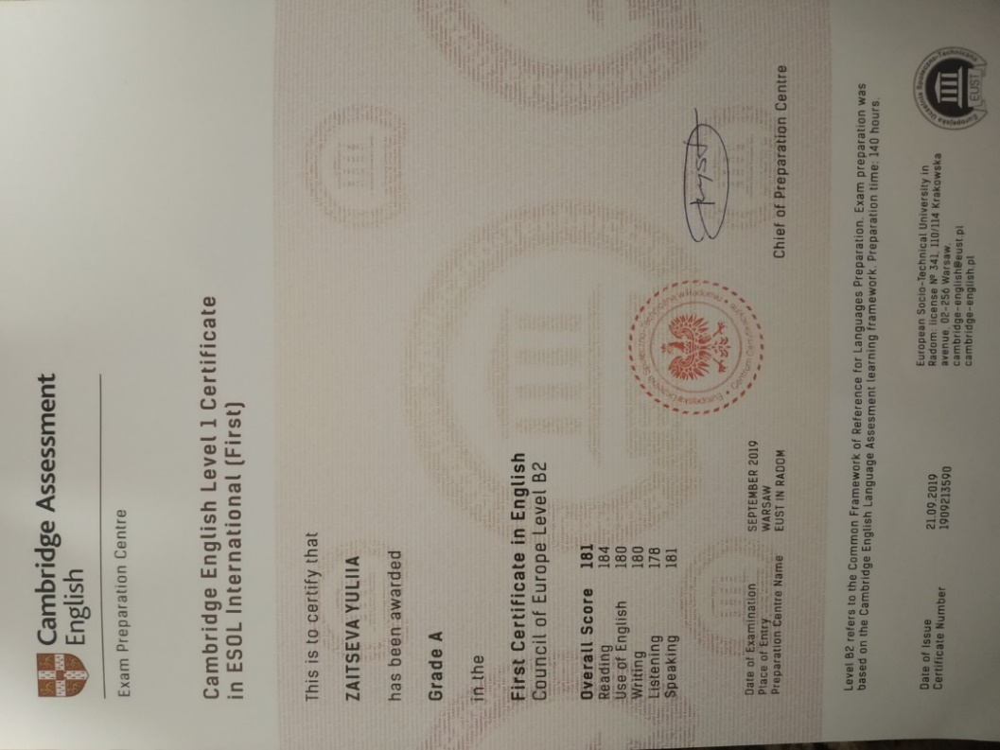 Cambridge Assessment
English
Exam Preparation Centre
Cambridge English Level 1 Certificate
in ESOL International (First)
This is to certify that
ZAITSEVA YULIIA
has been awarded
Grade A
in the
First Certificate in English
Council of Europe Level B2
Overall Score 181
Reading 184
Use of English 180
Writing 180
Listening 178
Speaking 181
Date of Examination SEPTEMBER 2019
Place of Entry WARSAW
Preparation Centre Name EUST IN RADOM
Chief of Preparation Centre
Level B2 refers to the Common Framework of Reference for Languages Preparation. Exam preparation was
based on the Cambridge English Language Assesment learning framework. Preparation time: 140 hours.
Date of Issue 21.09.2019
Certificate Number 1909213590
European Socio-Technical University in
Radom: license № 341, 110/114 Krakowska
avenue, 02-256 Warsaw.
cambridge-english@eust.pl
cambridge-english.pl
EUST